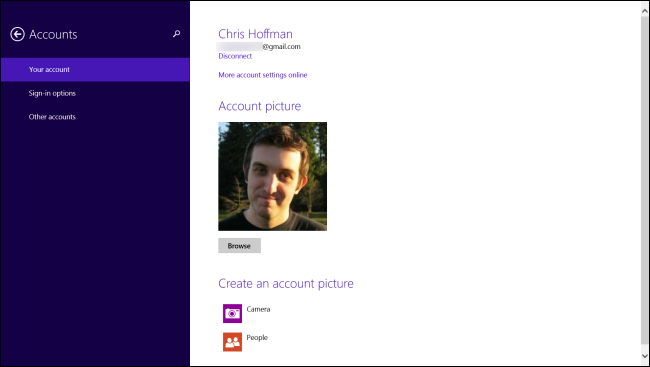 Accounts
Your account
Sign-in options
Other accounts
Chris Hoffman
@gmail.com
Disconnect
More account settings online
Account picture
Browse
Create an account picture
Camera
People